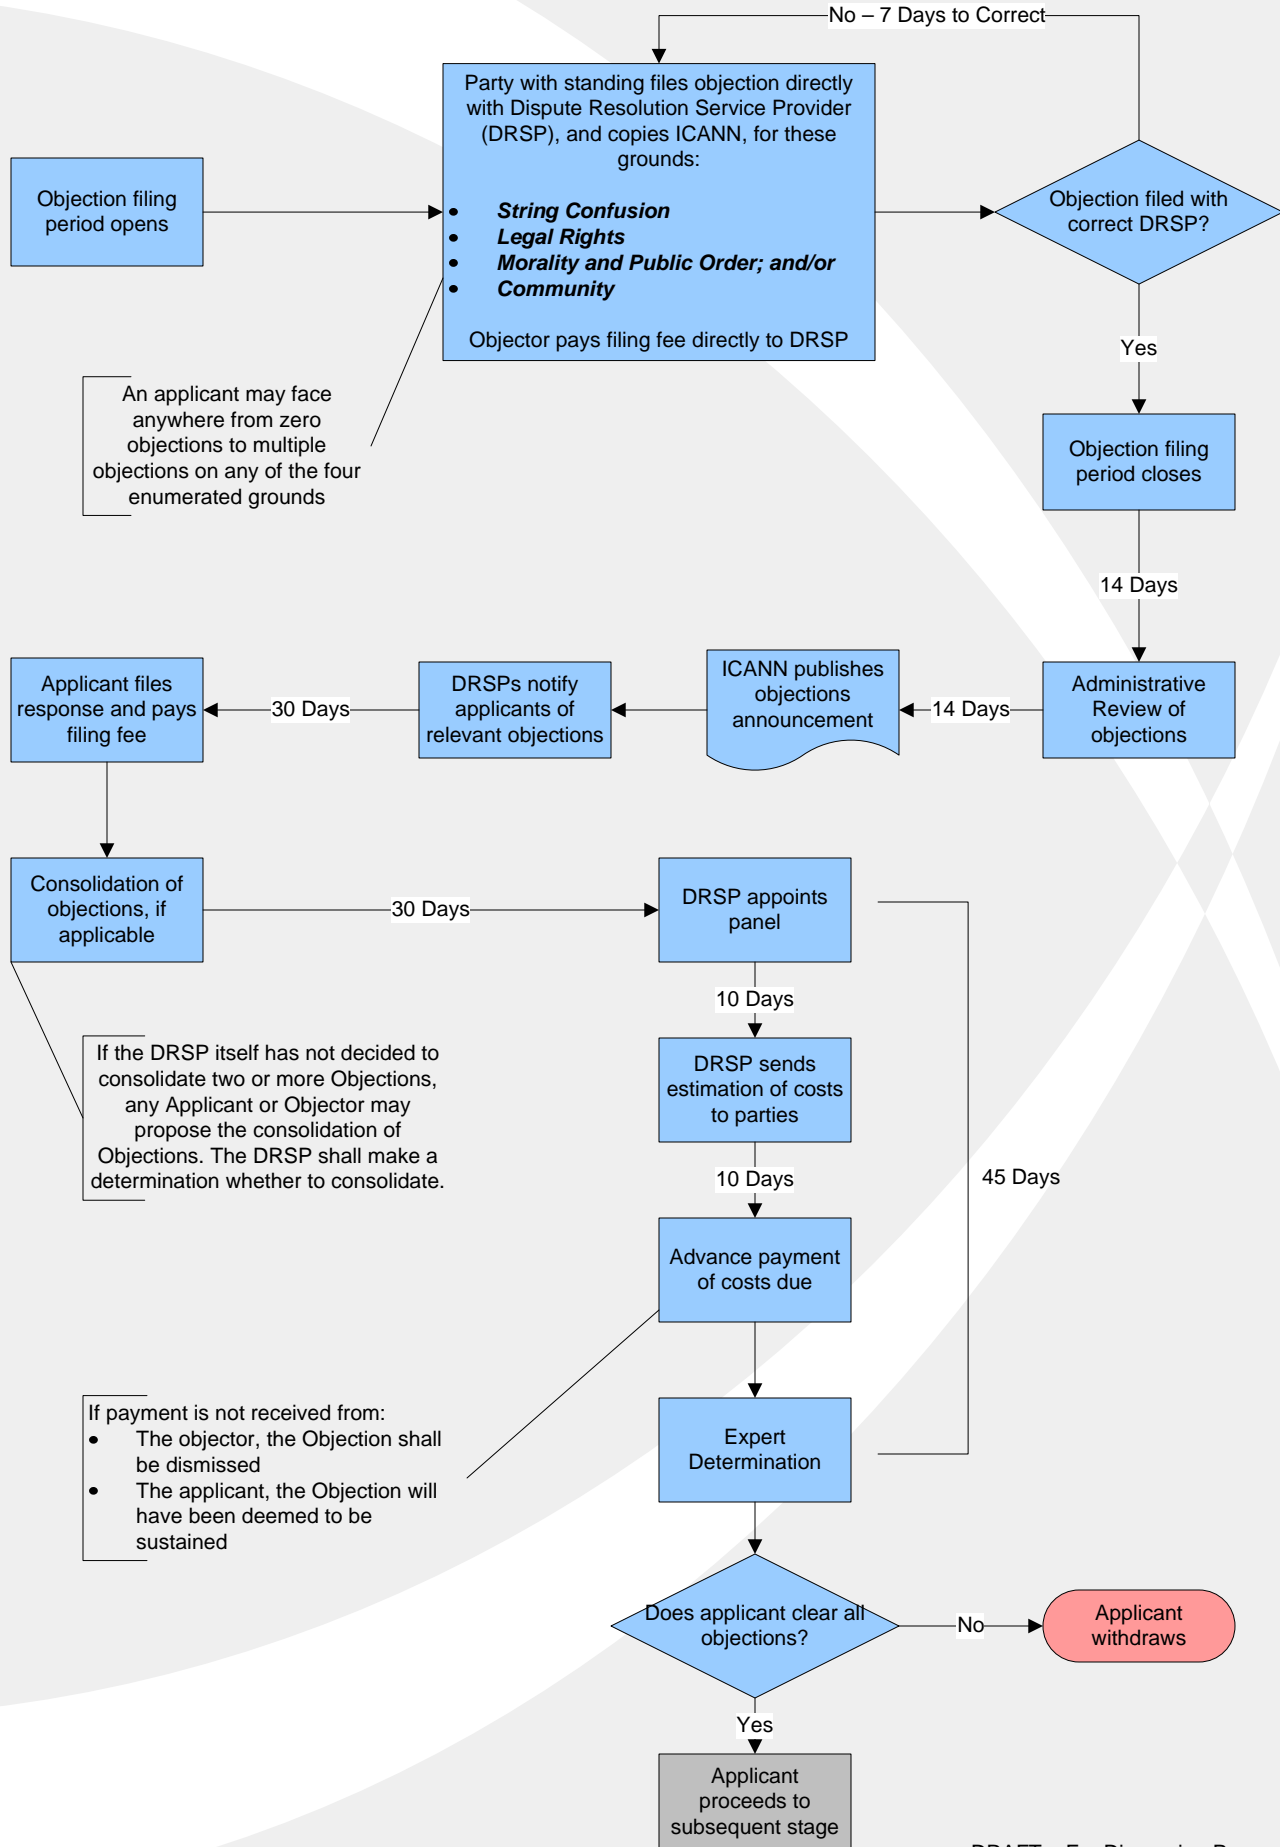 No – 7 Days to Correct
Party with standing files objection directly
with Dispute Resolution Service Provider
(DRSP), and copies ICANN, for these
grounds:
• String Confusion
• Legal Rights
• Morality and Public Order; and/or
• Community
Objector pays filing fee directly to DRSP
Objection filing
period opens
Objection filed with
correct DRSP?
Yes
An applicant may face
anywhere from zero
objections to multiple
objections on any of the four
enumerated grounds
Objection filing
period closes
14 Days
Administrative
Review of
objections
14 Days
ICANN publishes
objections
announcement
DRSPs notify
applicants of
relevant objections
30 Days
Applicant files
response and pays
filing fee
Consolidation of
objections, if
applicable
30 Days
DRSP appoints
panel
10 Days
If the DRSP itself has not decided to
consolidate two or more Objections,
any Applicant or Objector may
propose the consolidation of
Objections. The DRSP shall make a
determination whether to consolidate.
DRSP sends
estimation of costs
to parties
10 Days
45 Days
Advance payment
of costs due
If payment is not received from:
• The objector, the Objection shall
be dismissed
• The applicant, the Objection will
have been deemed to be
sustained
Expert
Determination
Does applicant clear all
objections?
No
Applicant
withdraws
Yes
Applicant
proceeds to
subsequent stage